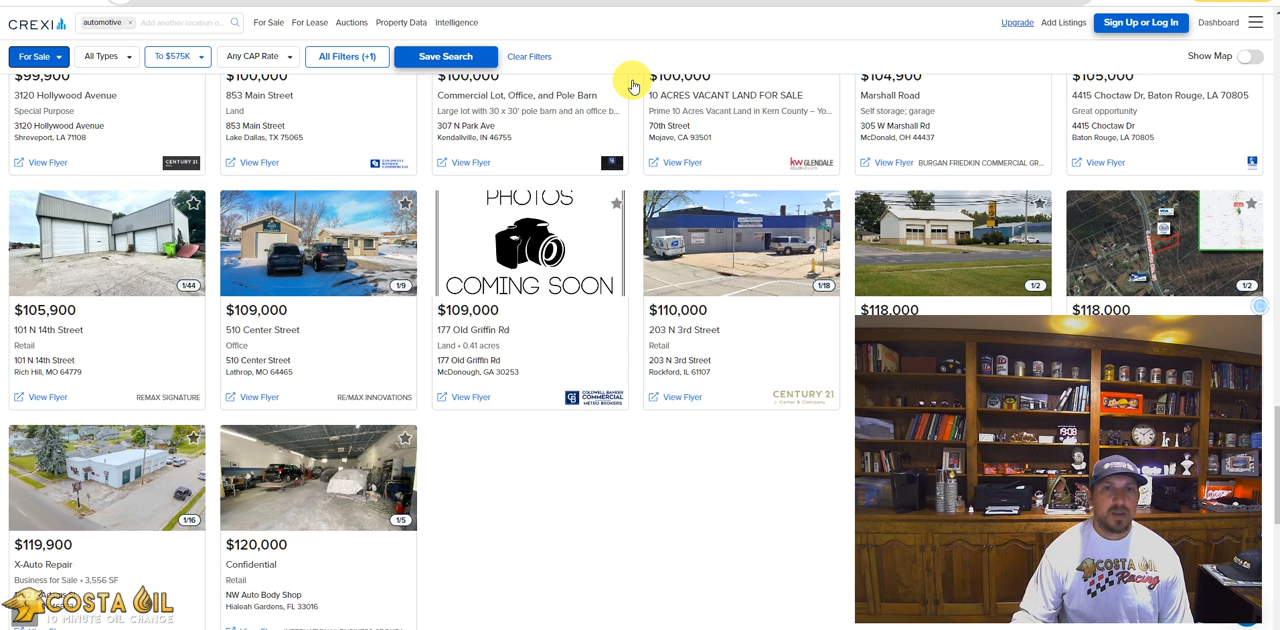 CREXI
automotive ×
Add another location o...
For Sale
For Lease
Auctions
Property Data
Intelligence
Upgrade
Add Listings
Sign Up or Log In
Dashboard
For Sale
All Types
To $575K
Any CAP Rate
All Filters (+1)
Save Search
Clear Filters
Show Map
$99,900
3120 Hollywood Avenue
Special Purpose
3120 Hollywood Avenue
Shreveport, LA 71108
View Flyer
CENTURY 21
$100,000
853 Main Street
Land
853 Main Street
Lake Dallas, TX 75065
View Flyer
COLDWELL BANKER
COMMERCIAL
$100,000
Commercial Lot, Office, and Pole Barn
Large lot with 30 x 30' pole barn and an office b...
307 N Park Ave
Kendallville, IN 46755
View Flyer
$100,000
10 ACRES VACANT LAND FOR SALE
Prime 10 Acres Vacant Land in Kern County – Yo...
70th Street
Mojave, CA 93501
View Flyer
kw GLENDALE
$104,900
Marshall Road
Self storage; garage
305 W Marshall Rd
McDonald, OH 44437
View Flyer
BURGAN FRIEDKIN COMMERCIAL GR...
$105,000
4415 Choctaw Dr, Baton Rouge, LA 70805
Great opportunity
4415 Choctaw Dr
Baton Rouge, LA 70805
View Flyer
1/44
$105,900
101 N 14th Street
Retail
101 N 14th Street
Rich Hill, MO 64779
View Flyer
REMAX SIGNATURE
1/9
$109,000
510 Center Street
Office
510 Center Street
Lathrop, MO 64465
View Flyer
RE/MAX INNOVATIONS
PHOTOS
COMING SOON
$109,000
177 Old Griffin Rd
Land • 0.41 acres
177 Old Griffin Rd
McDonough, GA 30253
View Flyer
COLDWELL BANKER
COMMERCIAL
METRO BROKERS
1/18
$110,000
203 N 3rd Street
Retail
203 N 3rd Street
Rockford, IL 61107
View Flyer
CENTURY 21
1/2
$118,000
1/2
$118,000
1/16
$119,900
X-Auto Repair
Business for Sale • 3,556 SF
1/5
$120,000
Confidential
Retail
NW Auto Body Shop
Hialeah Gardens, FL 33016
COSTA OIL
10 MINUTE OIL CHANGE
19:08
COSTA OIL
Racing